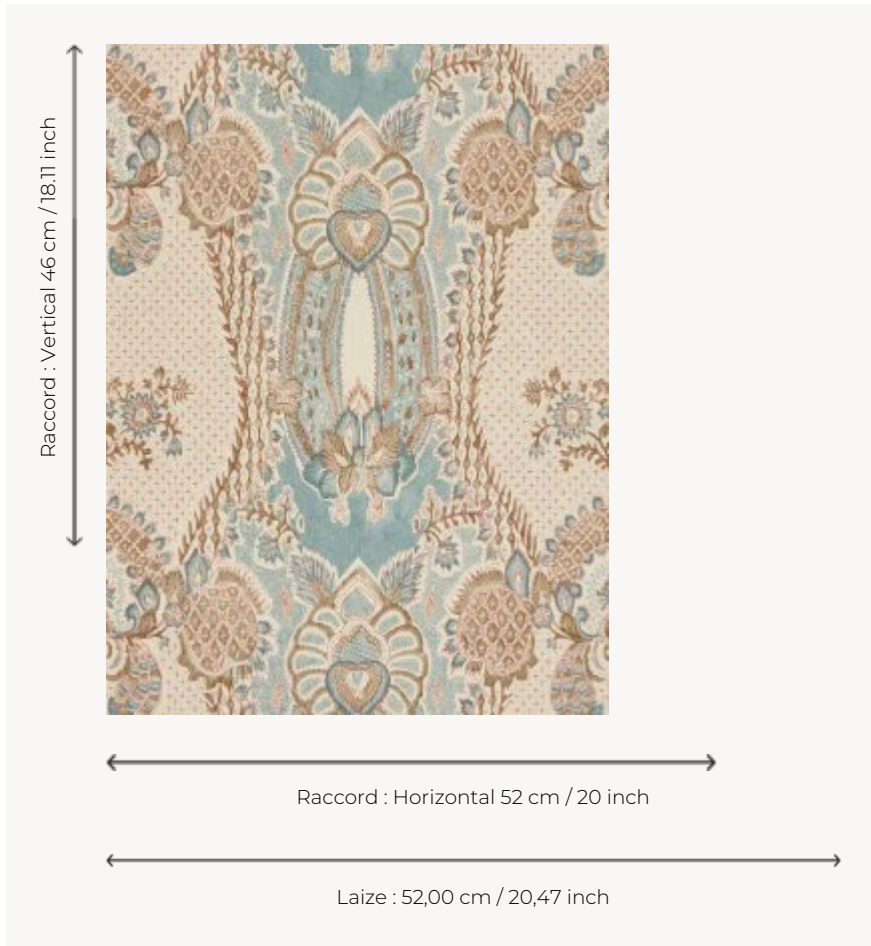 Raccord : Vertical 46 cm / 18.11 inch
Raccord : Horizontal 52 cm / 20 inch
Laize : 52,00 cm / 20,47 inch